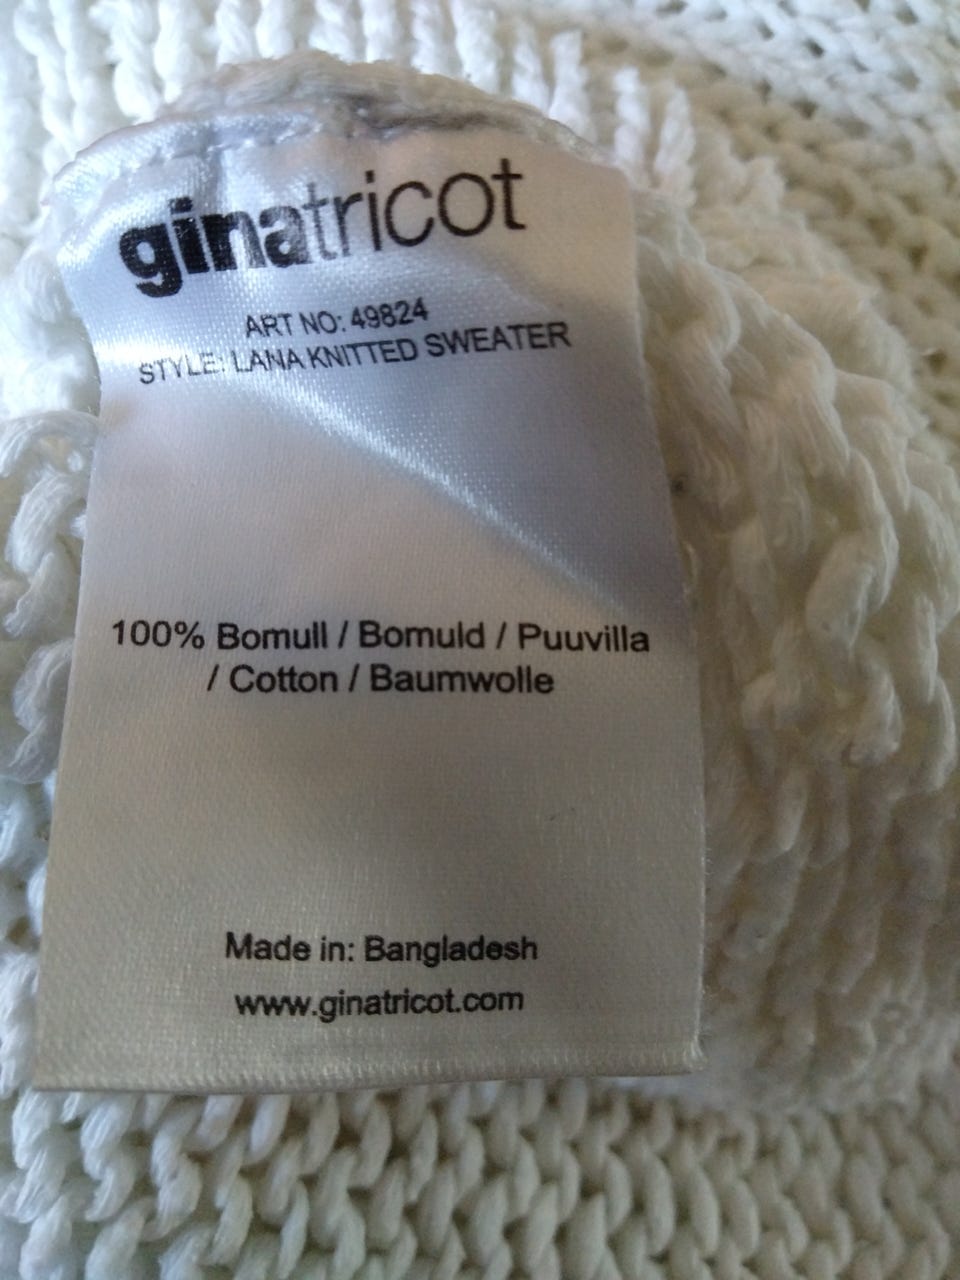 ginatricot
ART NO: 49824
STYLE: LANA KNITTED SWEATER
100% Bomull / Bomuld / Puuvilla
/ Cotton / Baumwolle
Made in: Bangladesh
www.ginatricot.com